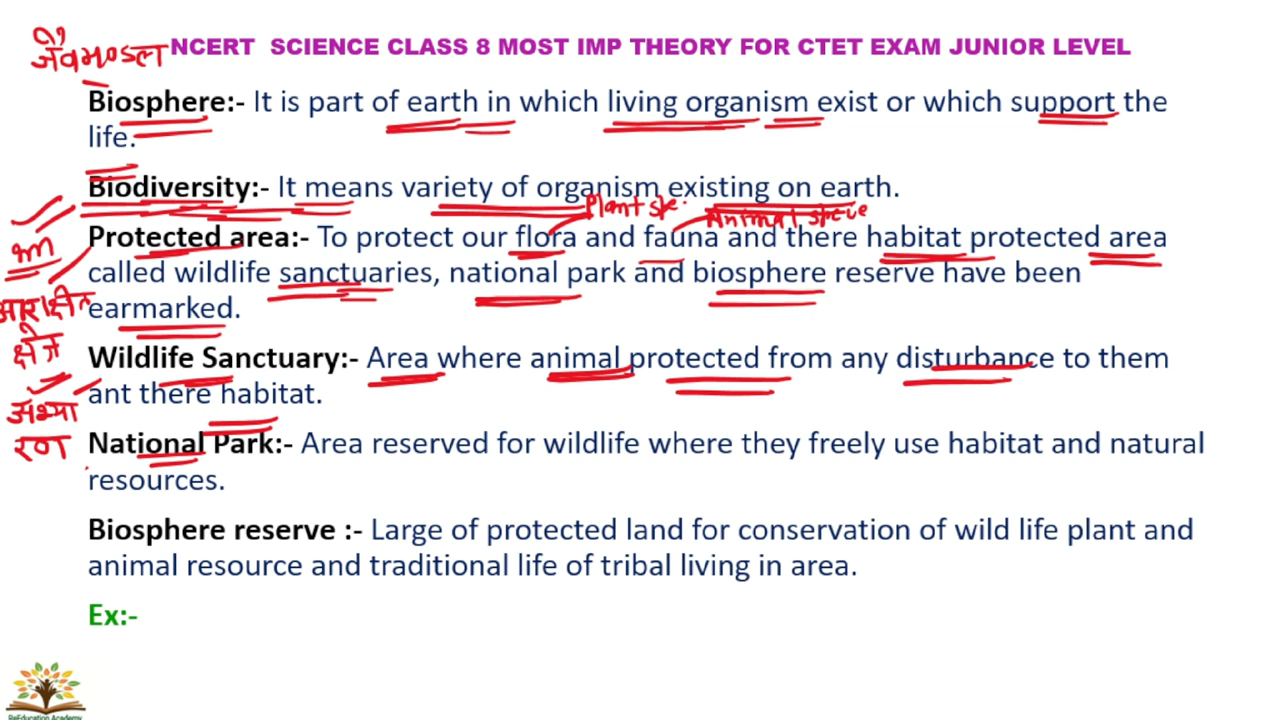 जैवमण्डल
NCERT SCIENCE CLASS 8 MOST IMP THEORY FOR CTET EXAM JUNIOR LEVEL
Biosphere:- It is part of earth in which living organism exist or which support the
life.
Biodiversity:- It means variety of organism existing on earth.
Plant spe. Animal
Protected area:- To protect our flora and fauna and there habitat protected area
called wildlife sanctuaries, national park and biosphere reserve have been
earmarked.
क्षेत्र
Wildlife Sanctuary:- Area where animal protected from any disturbance to them
ant there habitat.
अभ्या
रण
National Park:- Area reserved for wildlife where they freely use habitat and natural
resources.
Biosphere reserve :- Large of protected land for conservation of wild life plant and
animal resource and traditional life of tribal living in area.
Ex:-
ReEducation Academy